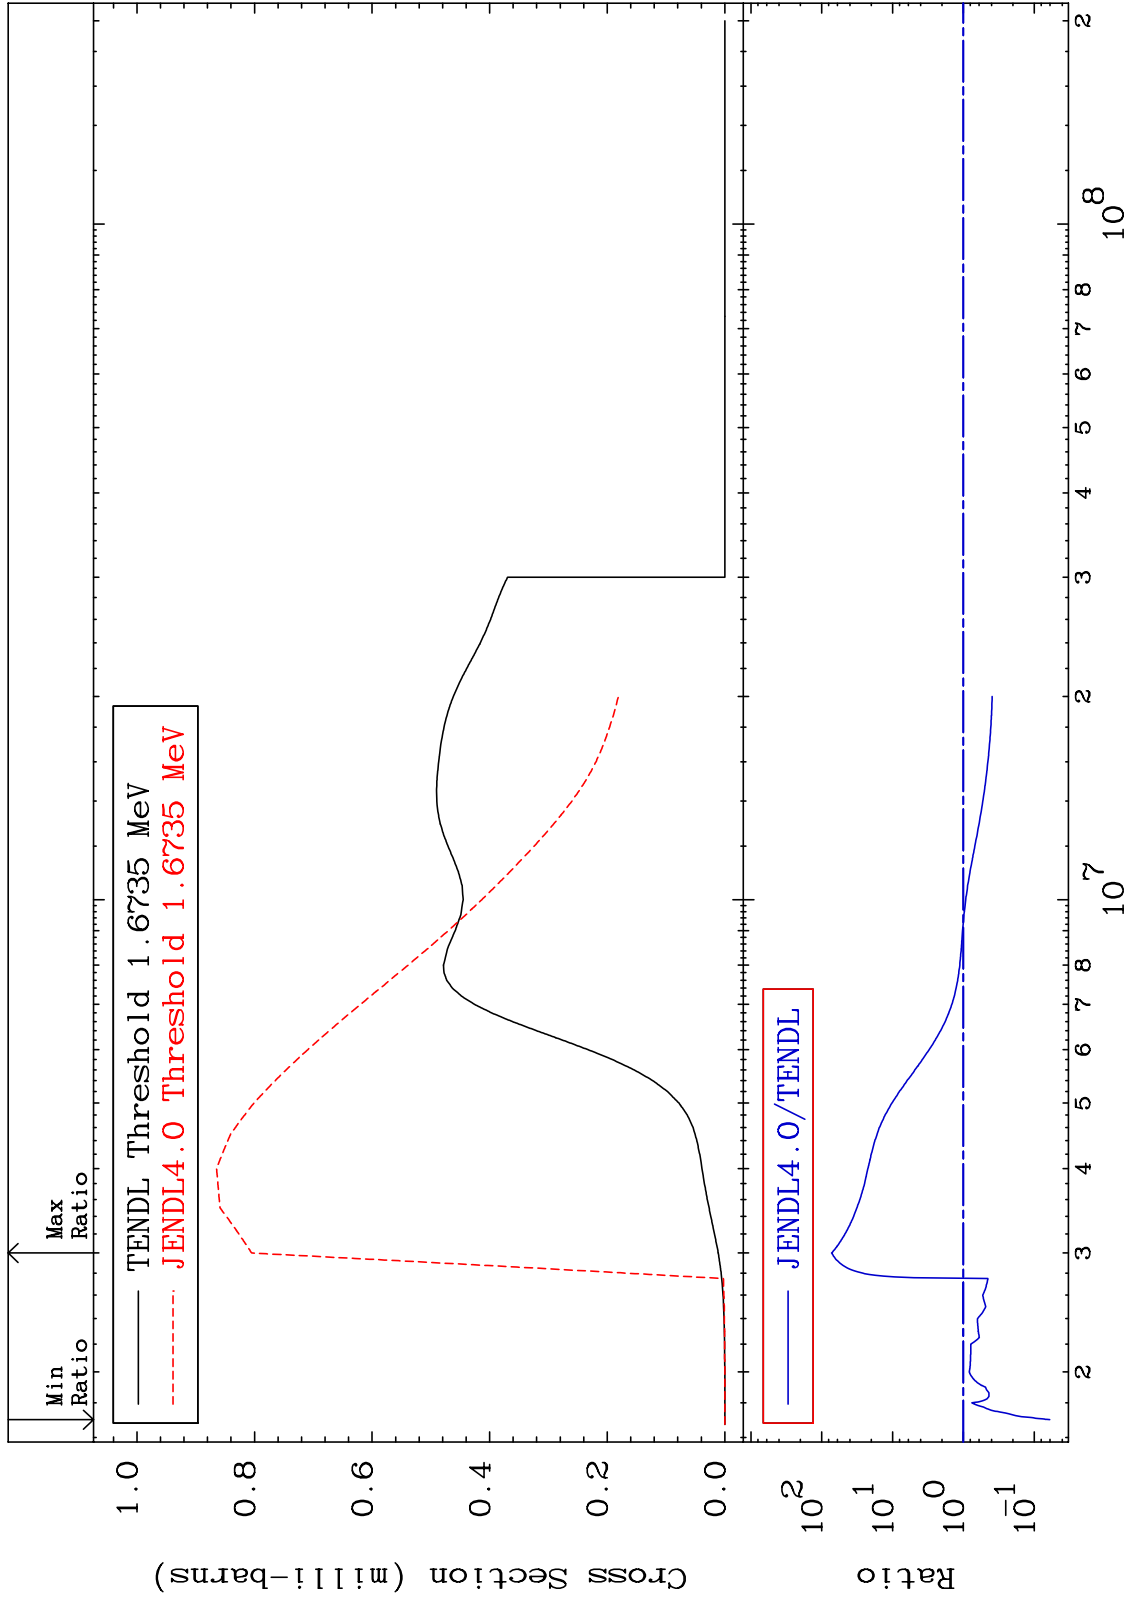 Min
Ratio
Max
Ratio
TENDL Threshold 1.6735 MeV
JENDL4.0 Threshold 1.6735 MeV
Cross Section (milli-barns)
1.0
0.8
0.6
0.4
0.2
0.0
JENDL4.0/TENDL
Ratio
10^2
10^1
10^0
10^-1
2 3 4 5 6 7 8 10^7 2 3 4 5 6 7 8 10^8 2